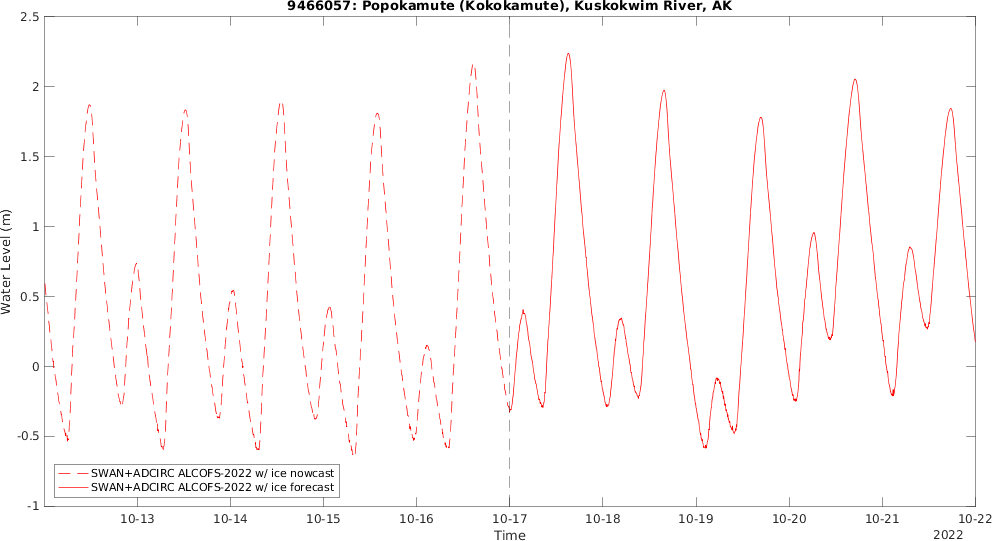 9466057: Popokamute (Kokokamute), Kuskokwim River, AK
Water Level (m)
2.5
2
1.5
1
0.5
0
-0.5
-1
SWAN+ADCIRC ALCOFS-2022 w/ ice nowcast
SWAN+ADCIRC ALCOFS-2022 w/ ice forecast
10-13 10-14 10-15 10-16 10-17 10-18 10-19 10-20 10-21 10-22
Time
2022